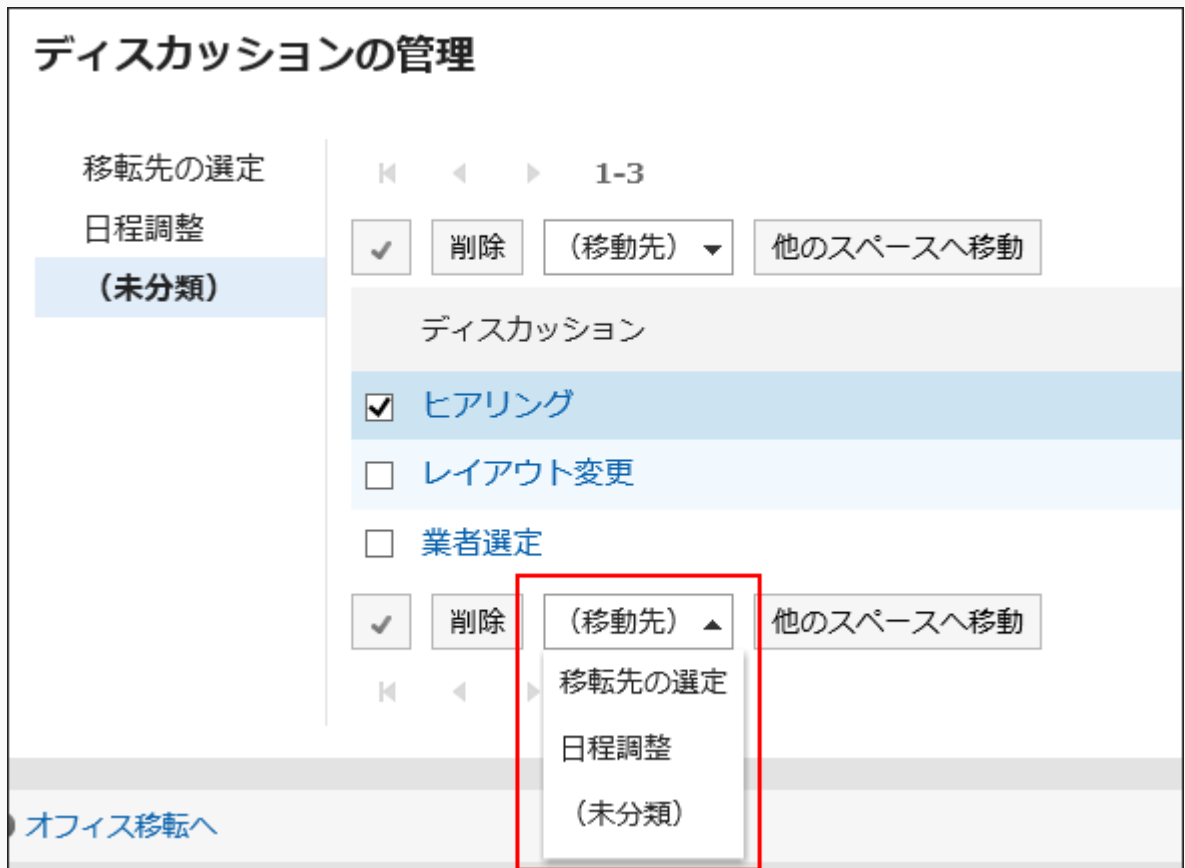 ディスカッションの管理
移転先の選定
日程調整
（未分類）
1-3
削除 （移動先） 他のスペースへ移動
ディスカッション
ヒアリング
レイアウト変更
業者選定
削除 （移動先） 他のスペースへ移動
移転先の選定
日程調整
（未分類）
オフィス移転へ